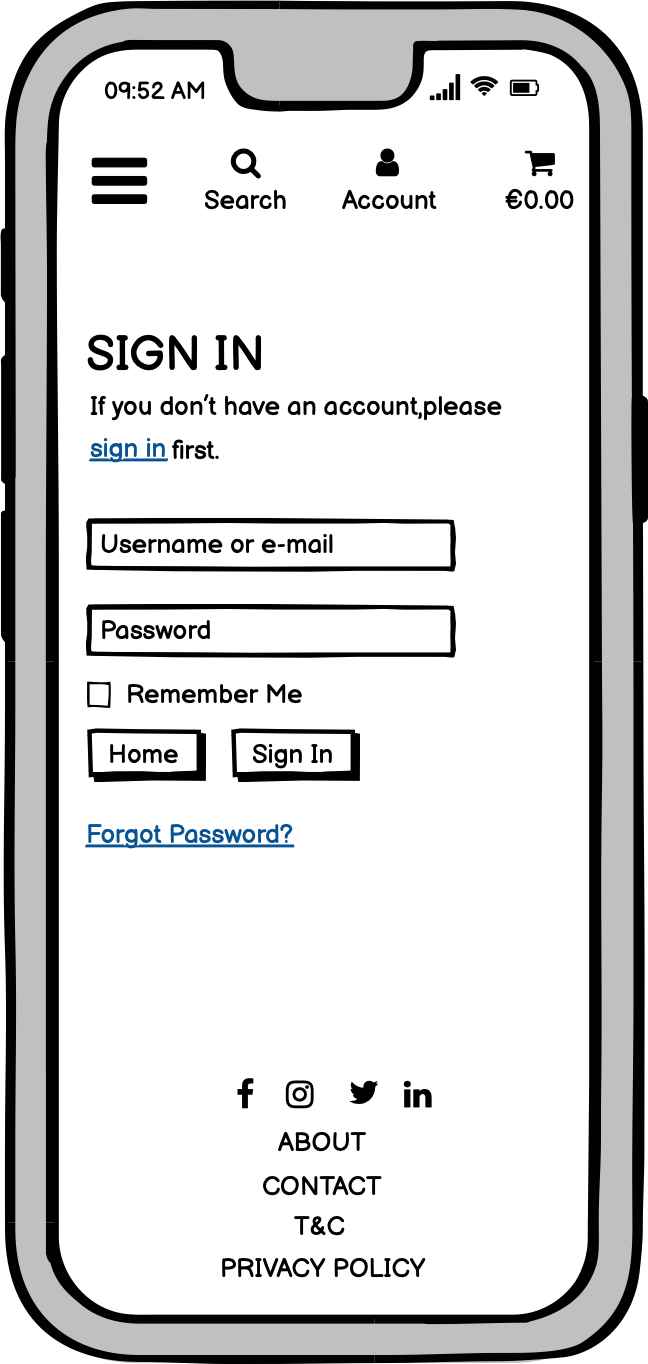 09:52 AM
Search
Account
€0.00
SIGN IN
If you don't have an account,please
sign in first.
Username or e-mail
Password
Remember Me
Home
Sign In
Forgot Password?
ABOUT
CONTACT
T&C
PRIVACY POLICY